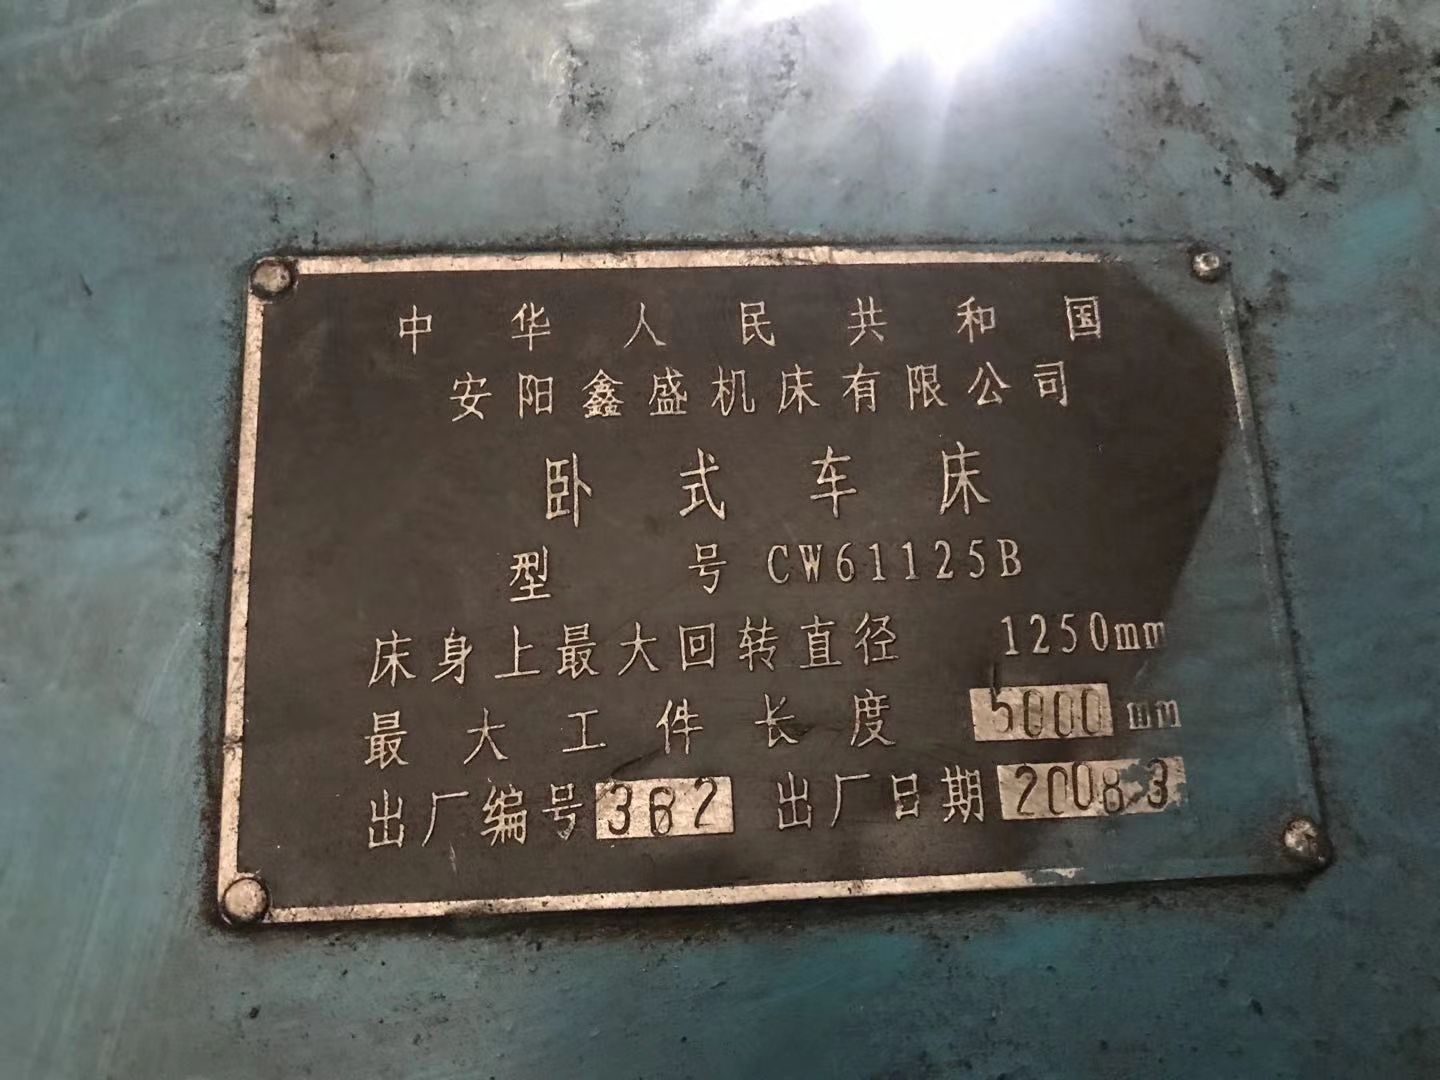 中华人民共和国
安阳鑫盛机床有限公司
卧式车床
型号 CW61125B
床身上最大回转直径 1250mm
最大工件长度 5000 mm
出厂编号 362 出厂日期 2008.3